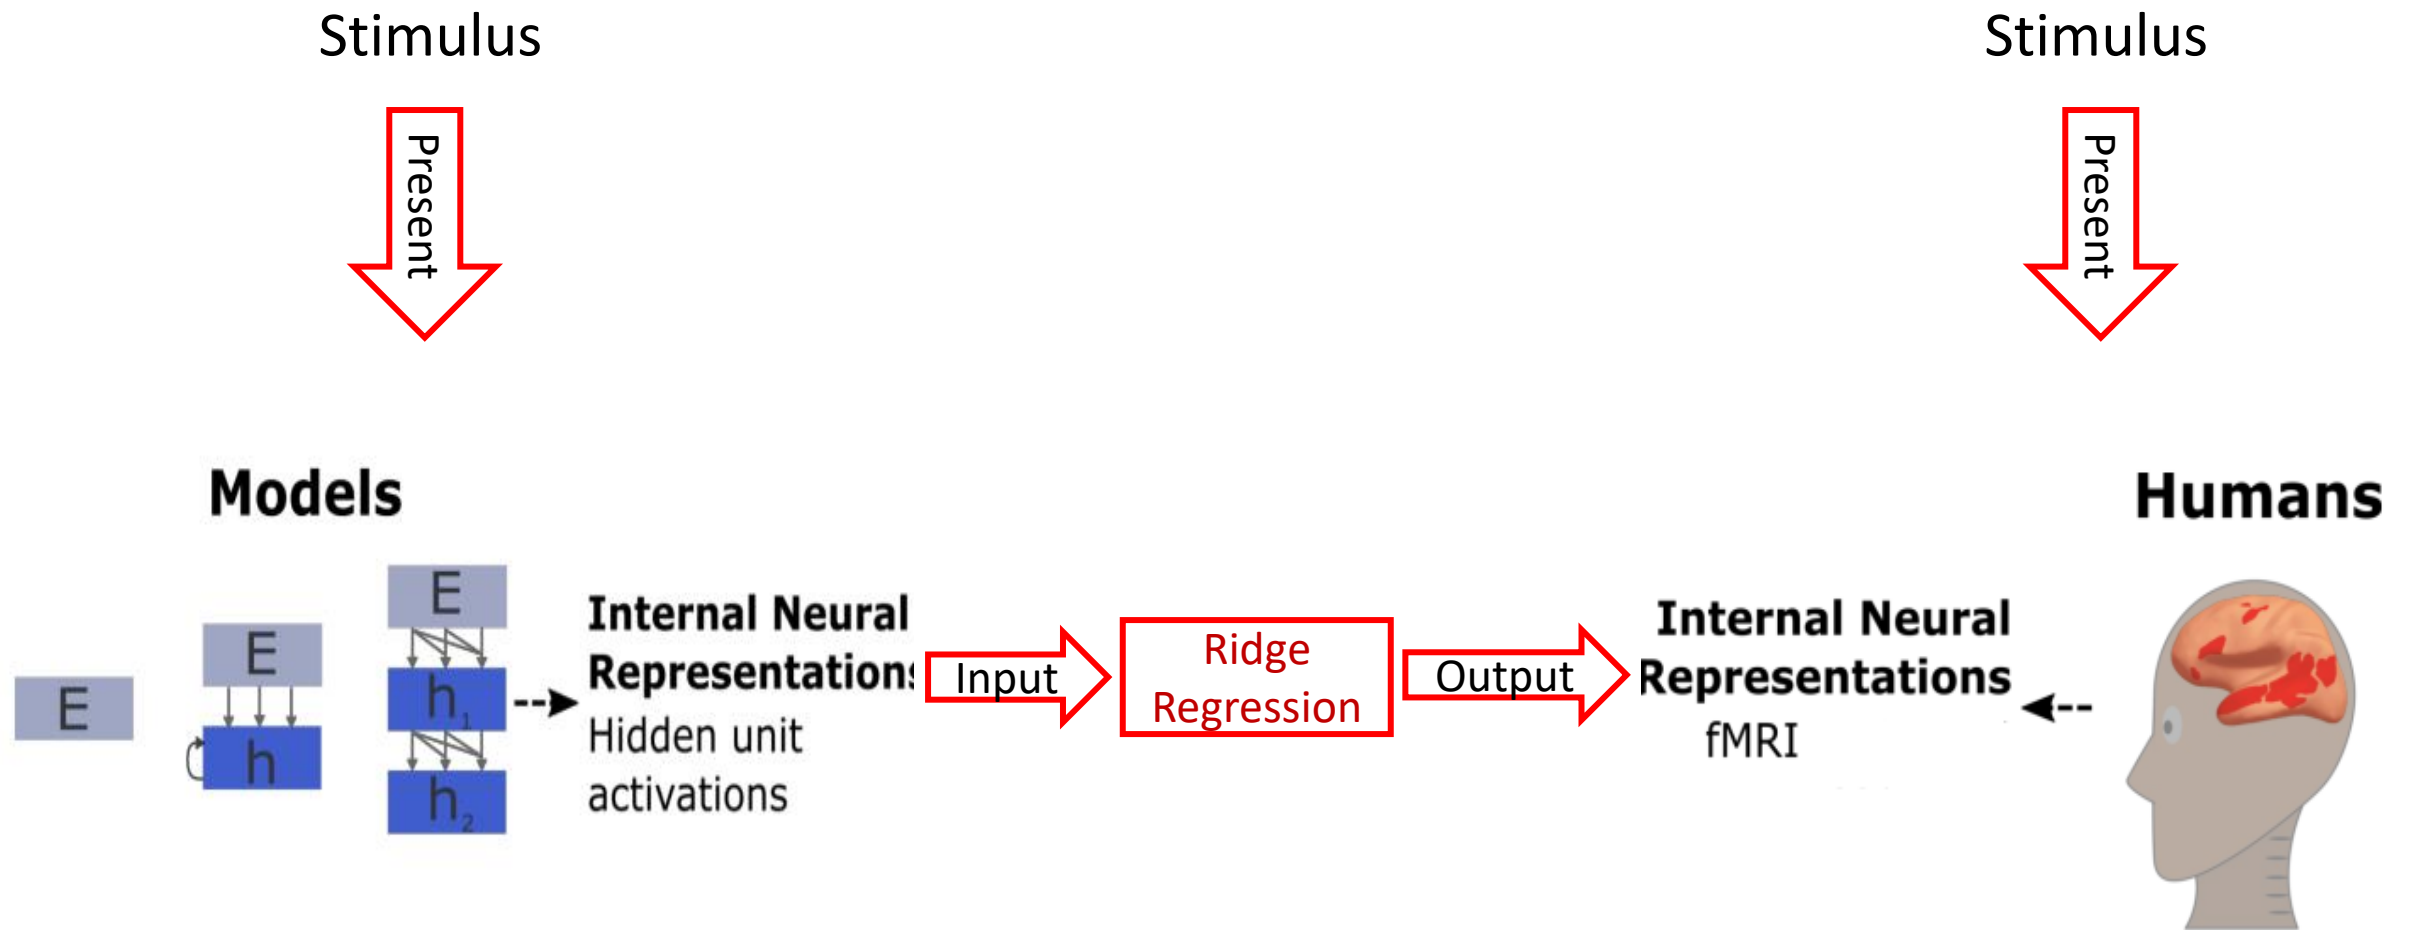 Stimulus
Stimulus
Present
Present
Models
Humans
E
E
h
E
h₁
h₂
Internal Neural
Representations
Hidden unit
activations
Input
Ridge
Regression
Output
Internal Neural
Representations
fMRI